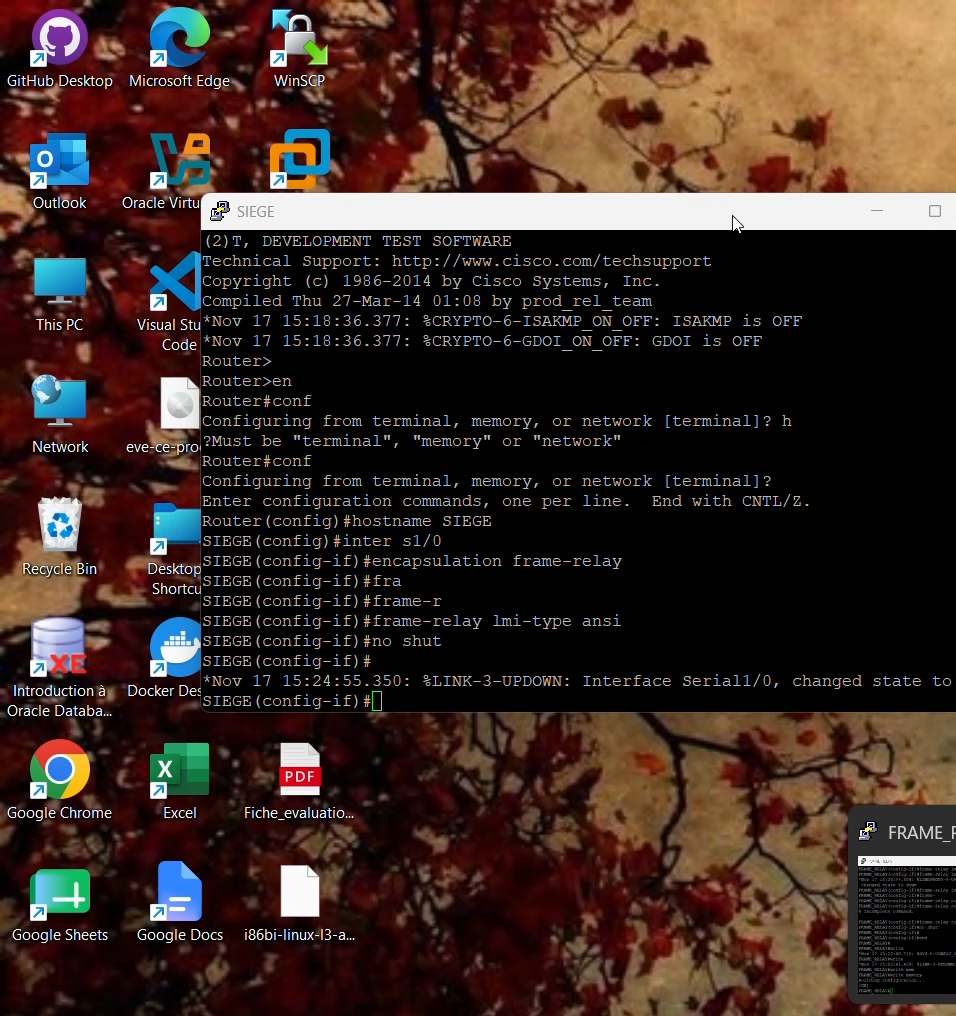 GitHub Desktop
Microsoft Edge
WinSCP
Outlook
Oracle Virtu
This PC
Visual Stu
Code
Network
eve-ce-pro
Recycle Bin
Desktop
Shortcu
Introduction à
Oracle Databa...
Docker Des
Google Chrome
Excel
Fiche_evaluatio...
Google Sheets
Google Docs
i86bi-linux-l3-a...
XE
PDF
SIEGE
(2)T, DEVELOPMENT TEST SOFTWARE
Technical Support: http://www.cisco.com/techsupport
Copyright (c) 1986-2014 by Cisco Systems, Inc.
Compiled Thu 27-Mar-14 01:08 by prod_rel_team
*Nov 17 15:18:36.377: %CRYPTO-6-ISAKMP_ON_OFF: ISAKMP is OFF
*Nov 17 15:18:36.377: %CRYPTO-6-GDOI_ON_OFF: GDOI is OFF
Router>
Router>en
Router#conf
Configuring from terminal, memory, or network [terminal]? h
?Must be "terminal", "memory" or "network"
Router#conf
Configuring from terminal, memory, or network [terminal]?
Enter configuration commands, one per line.  End with CNTL/Z.
Router(config)#hostname SIEGE
SIEGE(config)#inter s1/0
SIEGE(config-if)#encapsulation frame-relay
SIEGE(config-if)#fra
SIEGE(config-if)#frame-r
SIEGE(config-if)#frame-relay lmi-type ansi
SIEGE(config-if)#no shut
SIEGE(config-if)#
*Nov 17 15:24:55.350: %LINK-3-UPDOWN: Interface Serial1/0, changed state to
SIEGE(config-if)#
FRAME_R